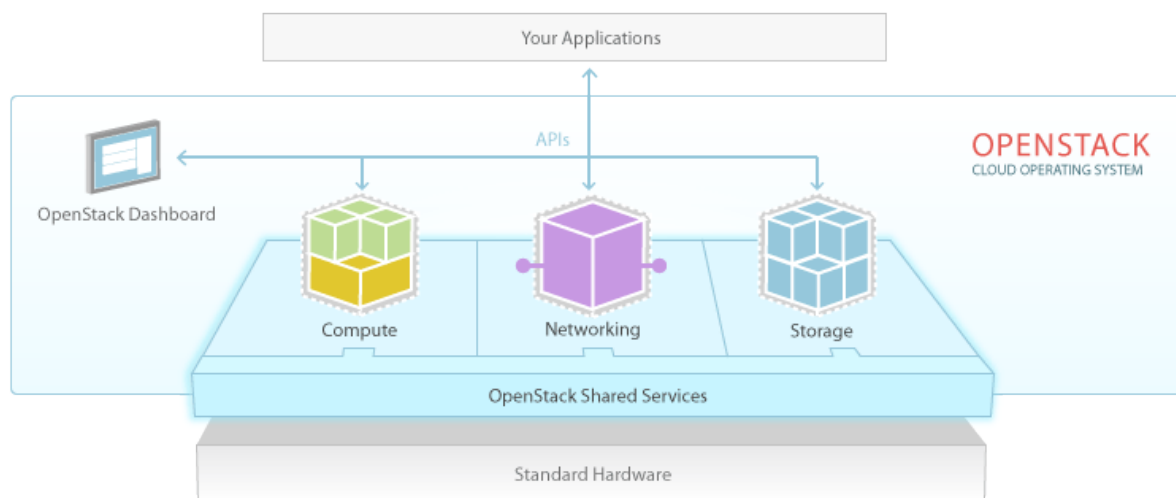 Your Applications
APIs
OPENSTACK
CLOUD OPERATING SYSTEM
OpenStack Dashboard
Compute
Networking
Storage
OpenStack Shared Services
Standard Hardware